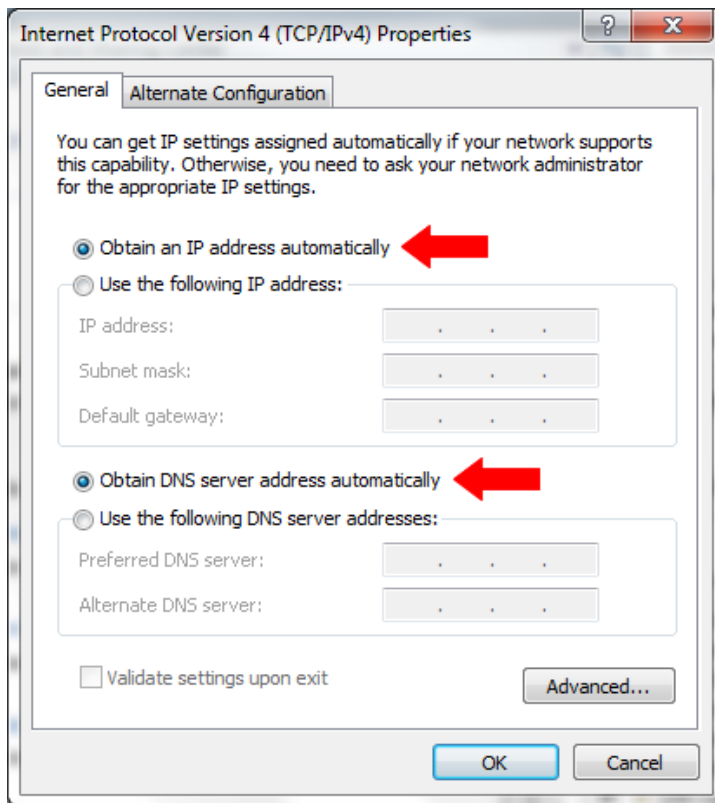 Internet Protocol Version 4 (TCP/IPv4) Properties
General
Alternate Configuration
You can get IP settings assigned automatically if your network supports
this capability. Otherwise, you need to ask your network administrator
for the appropriate IP settings.
Obtain an IP address automatically
Use the following IP address:
IP address:
Subnet mask:
Default gateway:
Obtain DNS server address automatically
Use the following DNS server addresses:
Preferred DNS server:
Alternate DNS server:
Validate settings upon exit
Advanced...
OK
Cancel